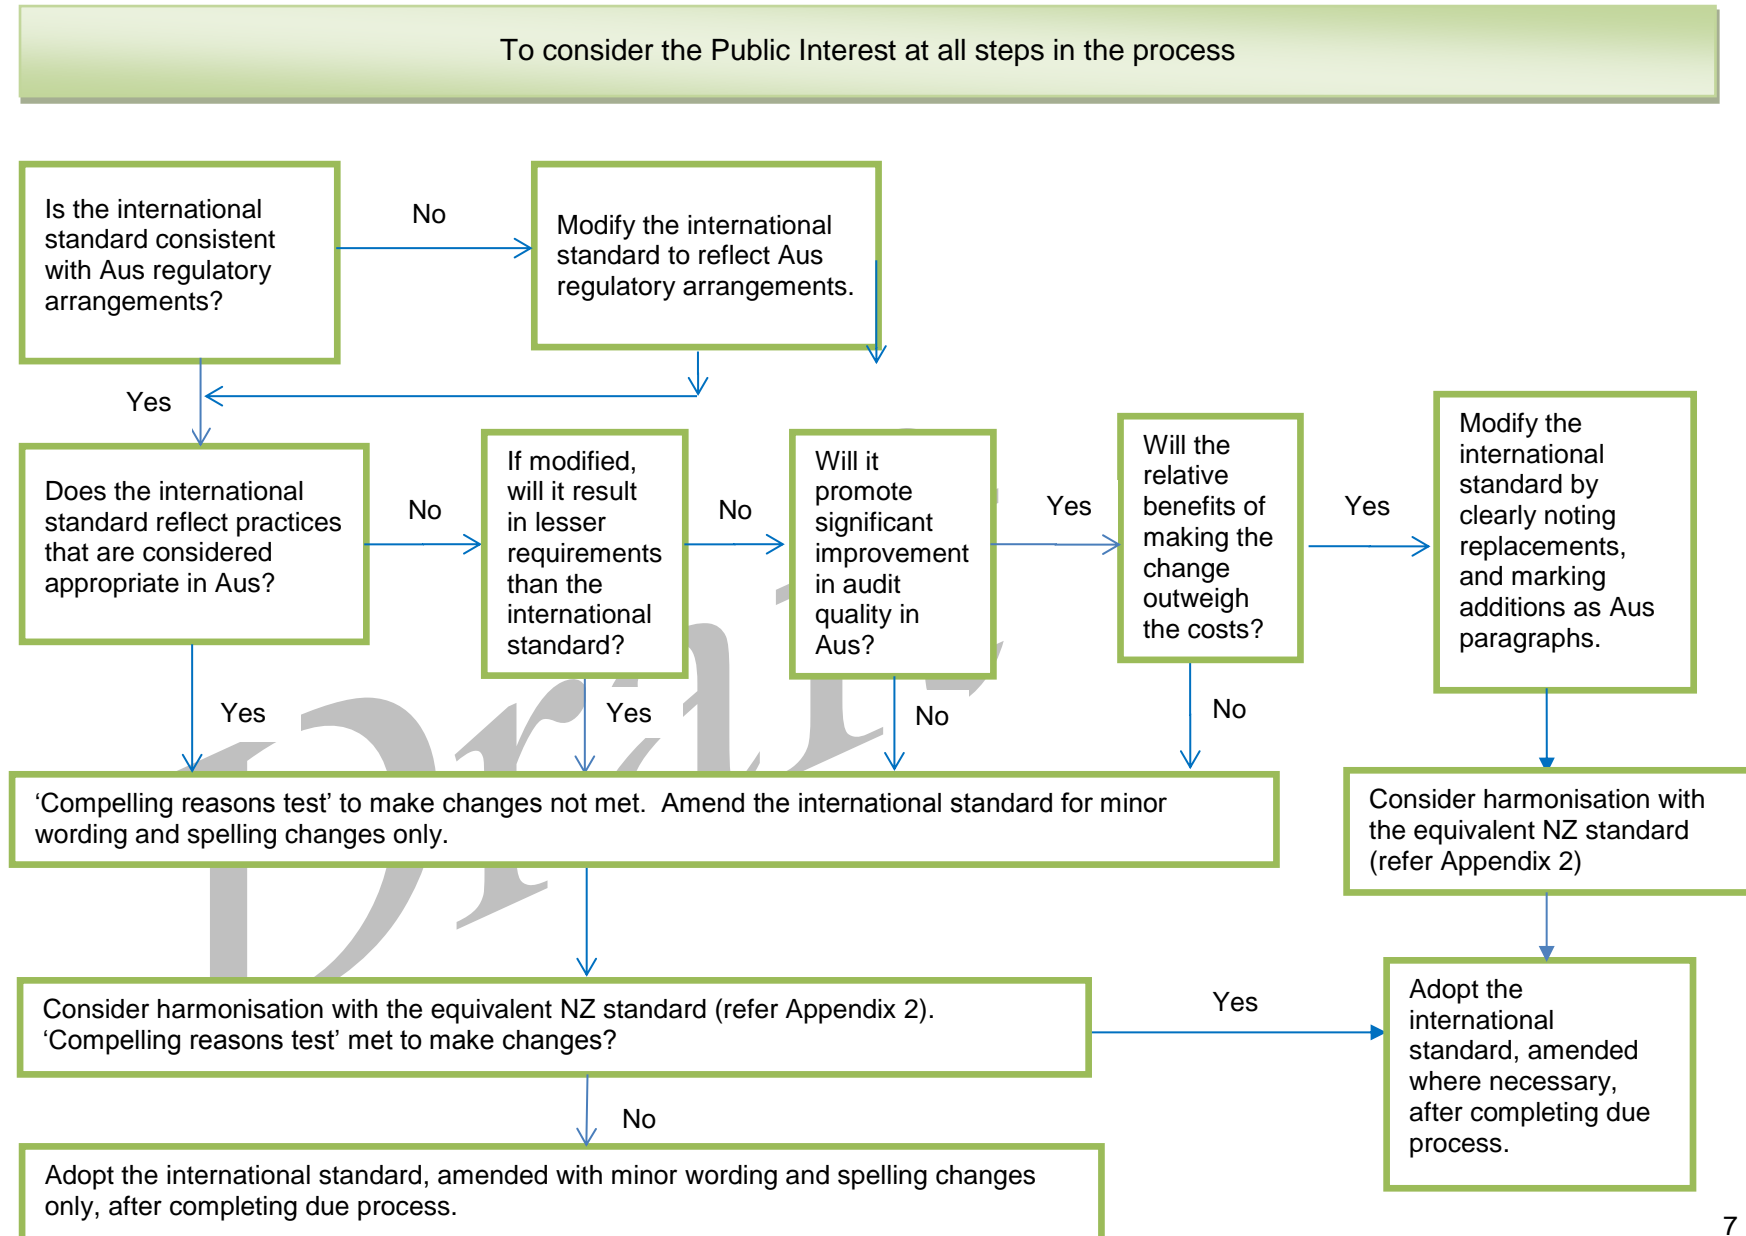 To consider the Public Interest at all steps in the process
Is the international
standard consistent
with Aus regulatory
arrangements?
No
Modify the international
standard to reflect Aus
regulatory arrangements.
Yes
Does the international
standard reflect practices
that are considered
appropriate in Aus?
No
If modified,
will it result
in lesser
requirements
than the
international
standard?
No
Will it
promote
significant
improvement
in audit
quality in
Aus?
Yes
Will the
relative
benefits of
making the
change
outweigh
the costs?
Yes
Modify the
international
standard by
clearly noting
replacements,
and marking
additions as Aus
paragraphs.
Yes
Yes
No
No
‘Compelling reasons test’ to make changes not met.  Amend the international standard for minor
wording and spelling changes only.
Consider harmonisation with
the equivalent NZ standard
(refer Appendix 2)
Consider harmonisation with the equivalent NZ standard (refer Appendix 2).
‘Compelling reasons test’ met to make changes?
Yes
Adopt the
international
standard, amended
where necessary,
after completing due
process.
No
Adopt the international standard, amended with minor wording and spelling changes
only, after completing due process.
Draft
7